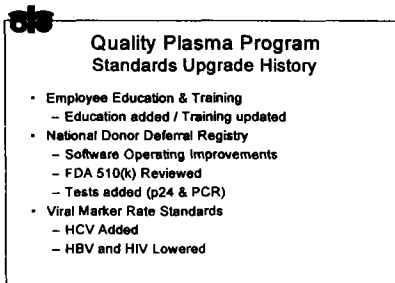 Quality Plasma Program
Standards Upgrade History
• Employee Education & Training
– Education added / Training updated
• National Donor Deferral Registry
– Software Operating Improvements
– FDA 510(k) Reviewed
– Tests added (p24 & PCR)
• Viral Marker Rate Standards
– HCV Added
– HBV and HIV Lowered